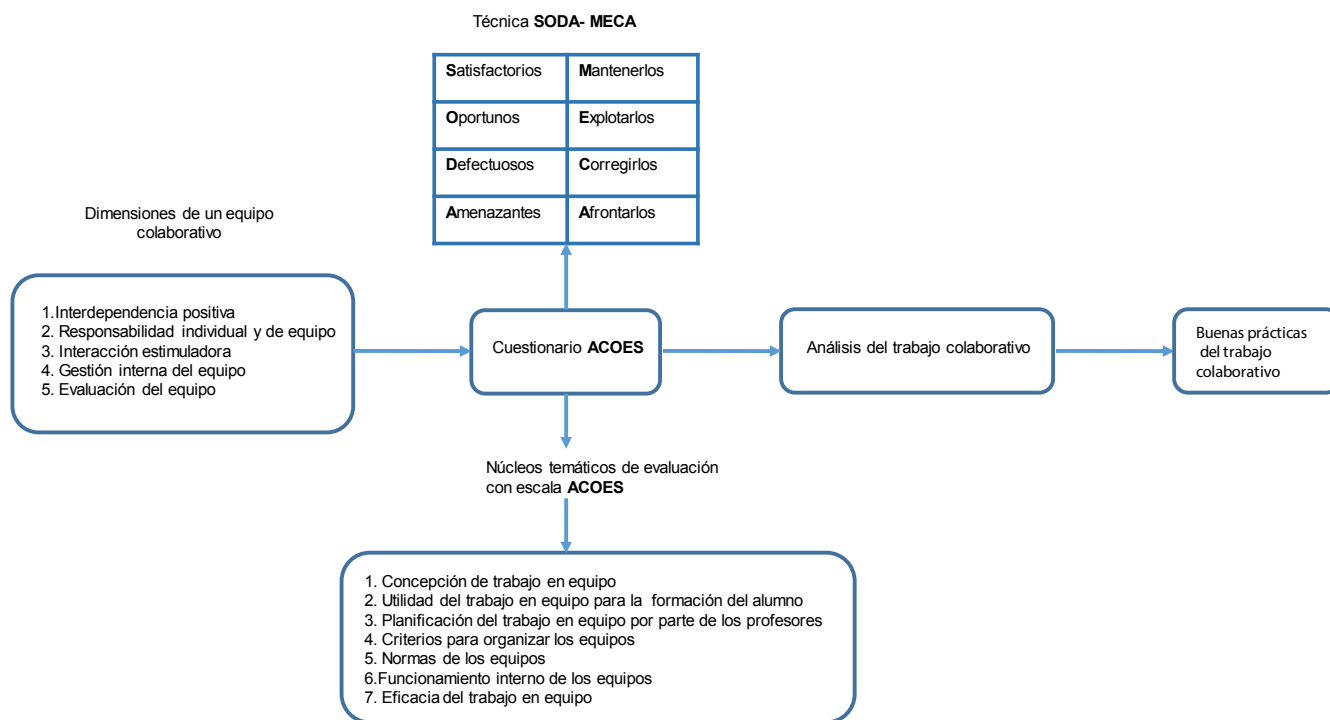 Técnica SODA- MECA
Satisfactorios Mantenerlos
Oportunos Explotarlos
Defectuosos Corregirlos
Amenazantes Afrontarlos
Dimensiones de un equipo
colaborativo
1.Interdependencia positiva
2. Responsabilidad individual y de equipo
3. Interacción estimuladora
4. Gestión interna del equipo
5. Evaluación del equipo
Cuestionario ACOES
Análisis del trabajo colaborativo
Buenas prácticas
del trabajo
colaborativo
Núcleos temáticos de evaluación
con escala ACOES
1. Concepción de trabajo en equipo
2. Utilidad del trabajo en equipo para la formación del alumno
3. Planificación del trabajo en equipo por parte de los profesores
4. Criterios para organizar los equipos
5. Normas de los equipos
6.Funcionamiento interno de los equipos
7. Eficacia del trabajo en equipo